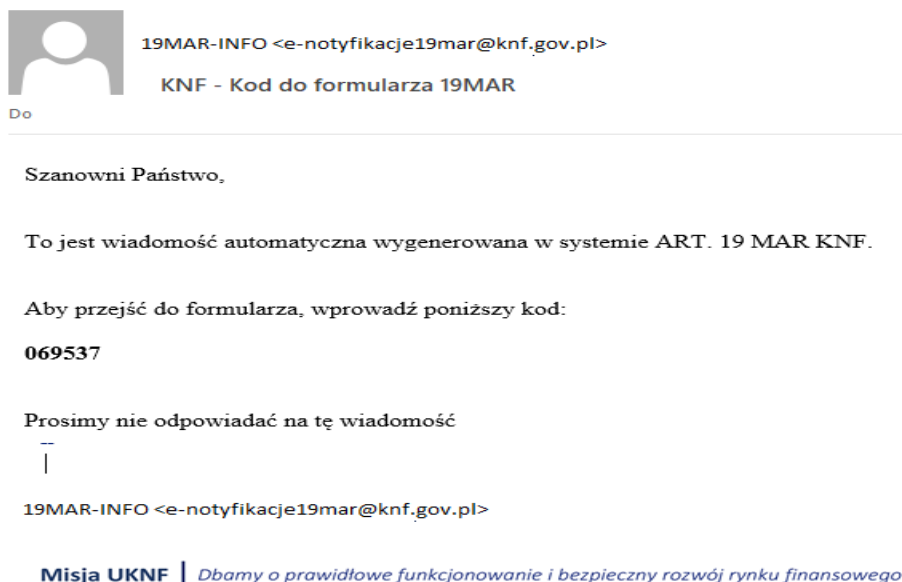 19MAR-INFO <e-notyfikacje19mar@knf.gov.pl>
KNF - Kod do formularza 19MAR
Do
Szanowni Państwo,
To jest wiadomość automatyczna wygenerowana w systemie ART. 19 MAR KNF.
Aby przejść do formularza, wprowadź poniższy kod:
069537
Prosimy nie odpowiadać na tę wiadomość
--
|
19MAR-INFO <e-notyfikacje19mar@knf.gov.pl>
Misja UKNF | Dbamy o prawidłowe funkcjonowanie i bezpieczny rozwój rynku finansowego